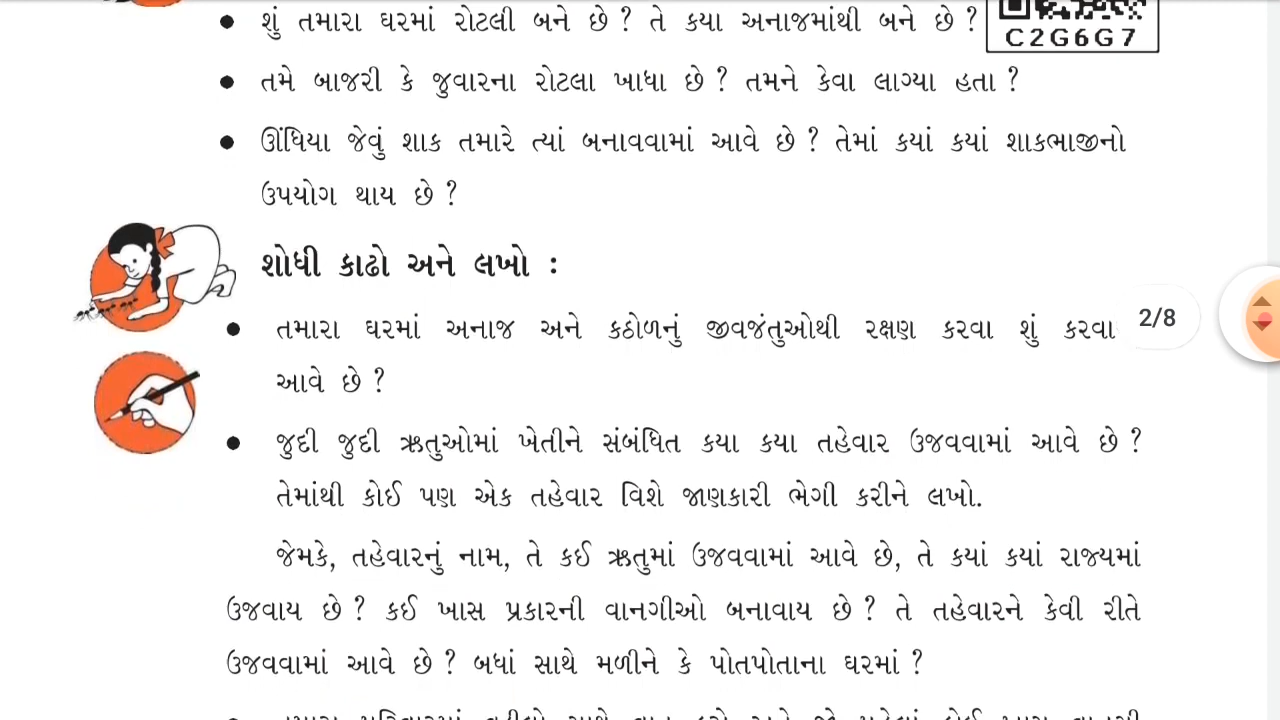 શું તમારા ઘરમાં રોટલી બને છે ? તે કયા અનાજમાંથી બને છે ?
C2G6G7
તમે બાજરી કે જુવારના રોટલા ખાધા છે ? તમને કેવા લાગ્યા હતા ?
ઊંધિયા જેવું શાક તમારે ત્યાં બનાવવામાં આવે છે ? તેમાં કયાં કયાં શાકભાજીનો
ઉપયોગ થાય છે ?
શોધી કાઢો અને લખો :
તમારા ઘરમાં અનાજ અને કઠોળનું જીવજંતુઓથી રક્ષણ કરવા શું કરવા
2/8
આવે છે ?
જુદી જુદી ઋતુઓમાં ખેતીને સંબંધિત કયા કયા તહેવાર ઉજવવામાં આવે છે ?
તેમાંથી કોઈ પણ એક તહેવાર વિશે જાણકારી ભેગી કરીને લખો.
જેમકે, તહેવારનું નામ, તે કઈ ઋતુમાં ઉજવવામાં આવે છે, તે કયાં કયાં રાજ્યમાં
ઉજવાય છે ? કઈ ખાસ પ્રકારની વાનગીઓ બનાવાય છે ? તે તહેવારને કેવી રીતે
ઉજવવામાં આવે છે ? બધાં સાથે મળીને કે પોતપોતાના ઘરમાં ?